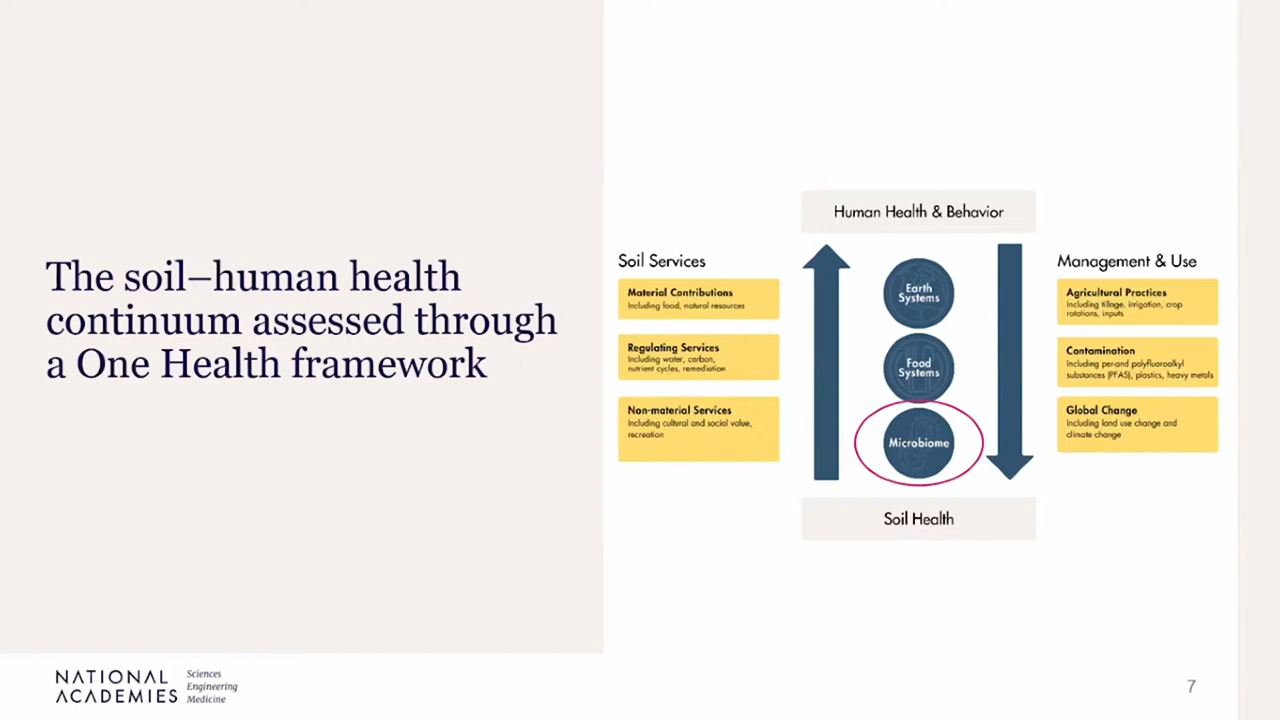 The soil–human health
continuum assessed through
a One Health framework
Human Health & Behavior
Soil Services
Material Contributions
Including food, natural resources
Regulating Services
Including water, carbon,
nutrient cycles, remediation
Non-material Services
Including cultural and social value,
recreation
Earth
Systems
Food
Systems
Microbiome
Management & Use
Agricultural Practices
Including tillage, irrigation, crop
rotations, inputs
Contamination
Including per-and polyfluoroalkyl
substances (PFAS), plastics, heavy metals
Global Change
Including land use change and
climate change
Soil Health
NATIONAL
ACADEMIES
Sciences
Engineering
Medicine
7